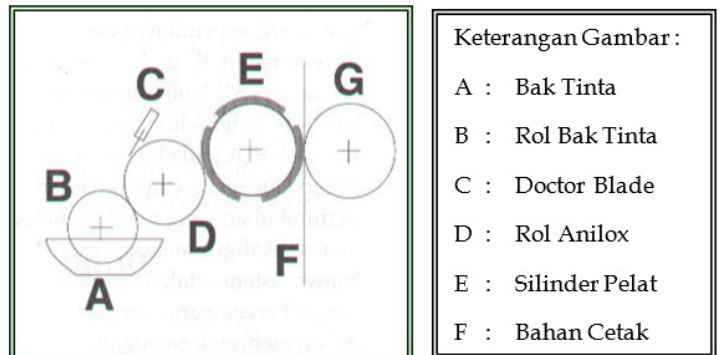 C
E
G
B
D
F
A
Keterangan Gambar :
A : Bak Tinta
B : Rol Bak Tinta
C : Doctor Blade
D : Rol Anilox
E : Silinder Pelat
F : Bahan Cetak